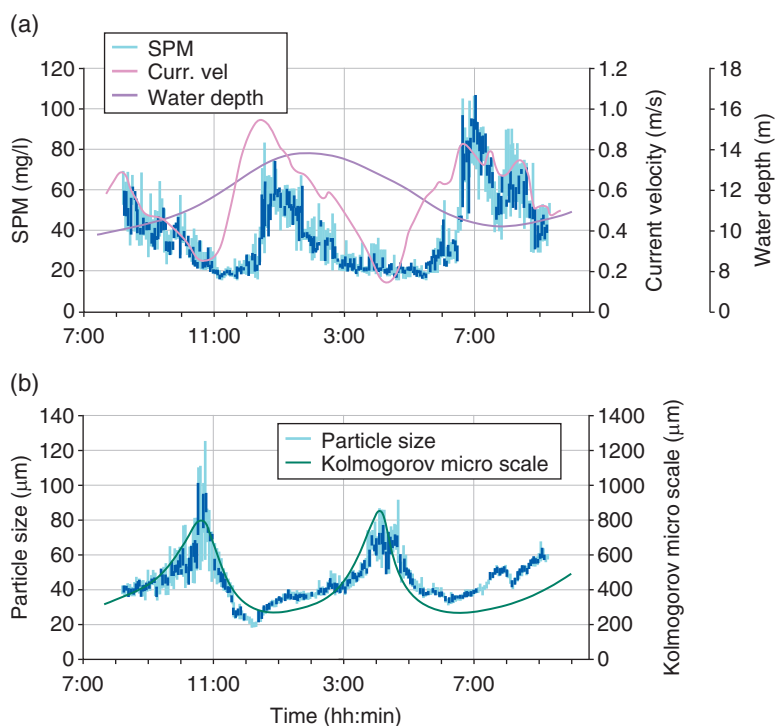 (a)
SPM
Curr. vel
Water depth
SPM (mg/l)
120
100
80
60
40
20
0
1.2
1.0
0.8
0.6
0.4
0.2
0
Current velocity (m/s)
18
16
14
12
10
8
6
Water depth (m)
7:00 11:00 3:00 7:00
(b)
Particle size
Kolmogorov micro scale
Particle size (μm)
140
120
100
80
60
40
20
0
1400
1200
1000
800
600
400
200
0
Kolmogorov micro scale (μm)
7:00 11:00 3:00 7:00
Time (hh:min)